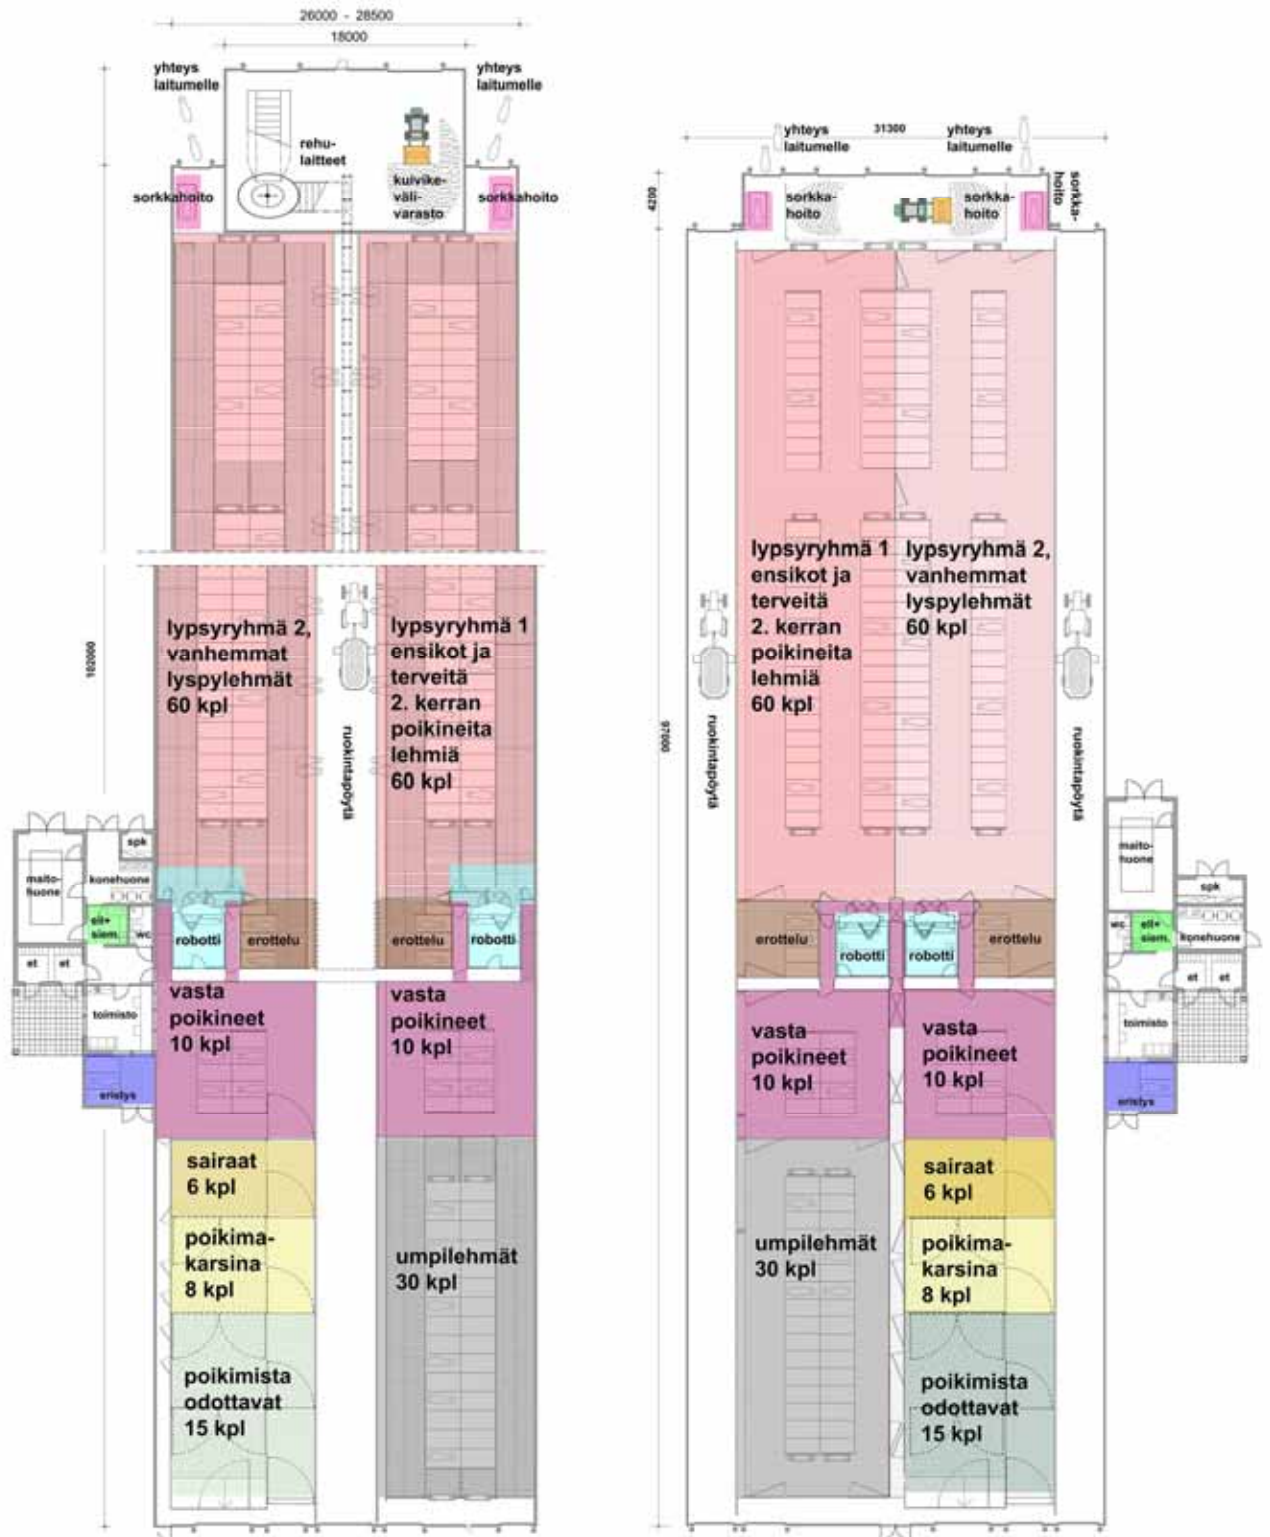 26000 - 28500
18000
yhteys
laitumelle
yhteys
laitumelle
rehu-
laitteet
kuivike-
väli-
varasto
sorkkahoito
sorkkahoito
102000
lypsyryhmä 2,
vanhemmat
lyspylehmät
60 kpl
lypsyryhmä 1
ensikot ja
terveitä
2. kerran
poikineita
lehmiä
60 kpl
ruokintapöytä
spk
maito-
huone
konehuone
ell+
siem.
wc
et
et
toimisto
eristys
robotti
erottelu
erottelu
robotti
vasta
poikineet
10 kpl
vasta
poikineet
10 kpl
sairaat
6 kpl
poikima-
karsina
8 kpl
umpilehmät
30 kpl
poikimista
odottavat
15 kpl
31300
yhteys
laitumelle
yhteys
laitumelle
4200
sorkka-
hoito
sorkka-
hoito
sorkka-
hoito
97000
lypsyryhmä 1
ensikot ja
terveitä
2. kerran
poikineita
lehmiä
60 kpl
lypsyryhmä 2,
vanhemmat
lyspylehmät
60 kpl
ruokintapöytä
ruokintapöytä
maito-
huone
spk
wc
ell+
siem.
konehuone
et
et
toimisto
eristys
erottelu
robotti
robotti
erottelu
vasta
poikineet
10 kpl
vasta
poikineet
10 kpl
sairaat
6 kpl
umpilehmät
30 kpl
poikima-
karsina
8 kpl
poikimista
odottavat
15 kpl